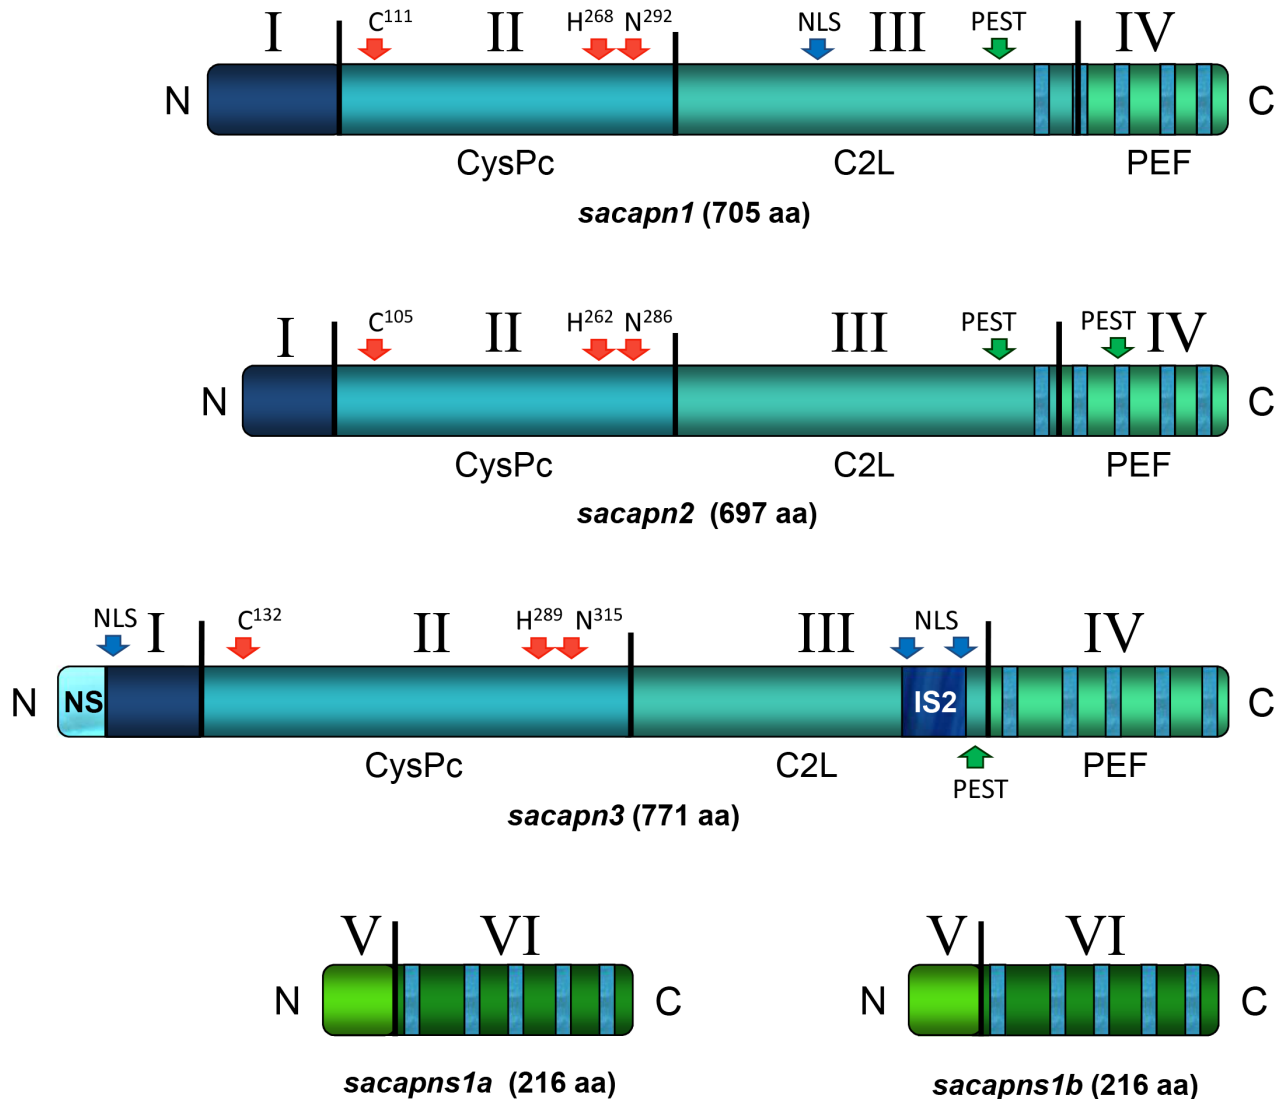 I C¹¹¹ II H²⁶⁸ N²⁹² NLS III PEST IV
N C
CysPc C2L PEF
sacapn1 (705 aa)
I C¹⁰⁵ II H²⁶² N²⁸⁶ III PEST PEST IV
N C
CysPc C2L PEF
sacapn2 (697 aa)
NLS I C¹³² II H²⁸⁹ N³¹⁵ III NLS IV
N NS IS2 C
CysPc C2L PEF
PEST
sacapn3 (771 aa)
V VI V VI
N C N C
sacapns1a (216 aa) sacapns1b (216 aa)